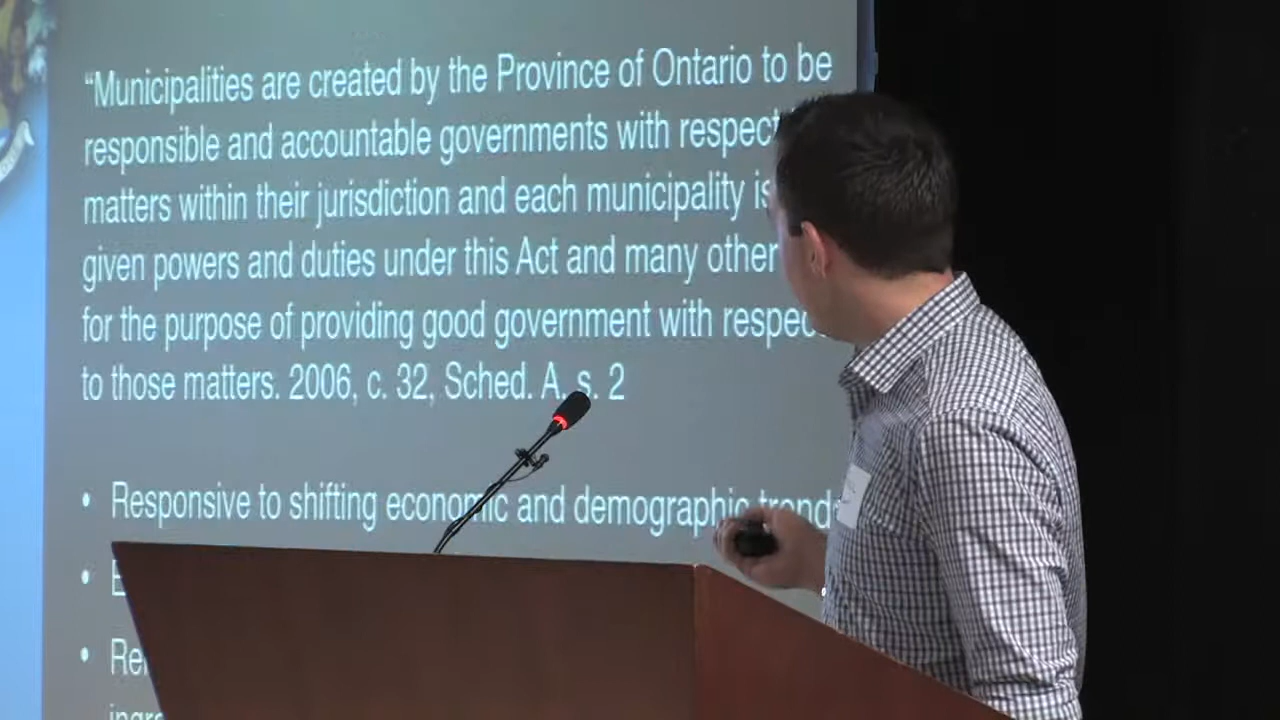 “Municipalities are created by the Province of Ontario to be
responsible and accountable governments with respect
matters within their jurisdiction and each municipality is
given powers and duties under this Act and many other
for the purpose of providing good government with
to those matters. 2006, c. 32, Sched. A, s. 2
• Responsive to shifting economic and demographic